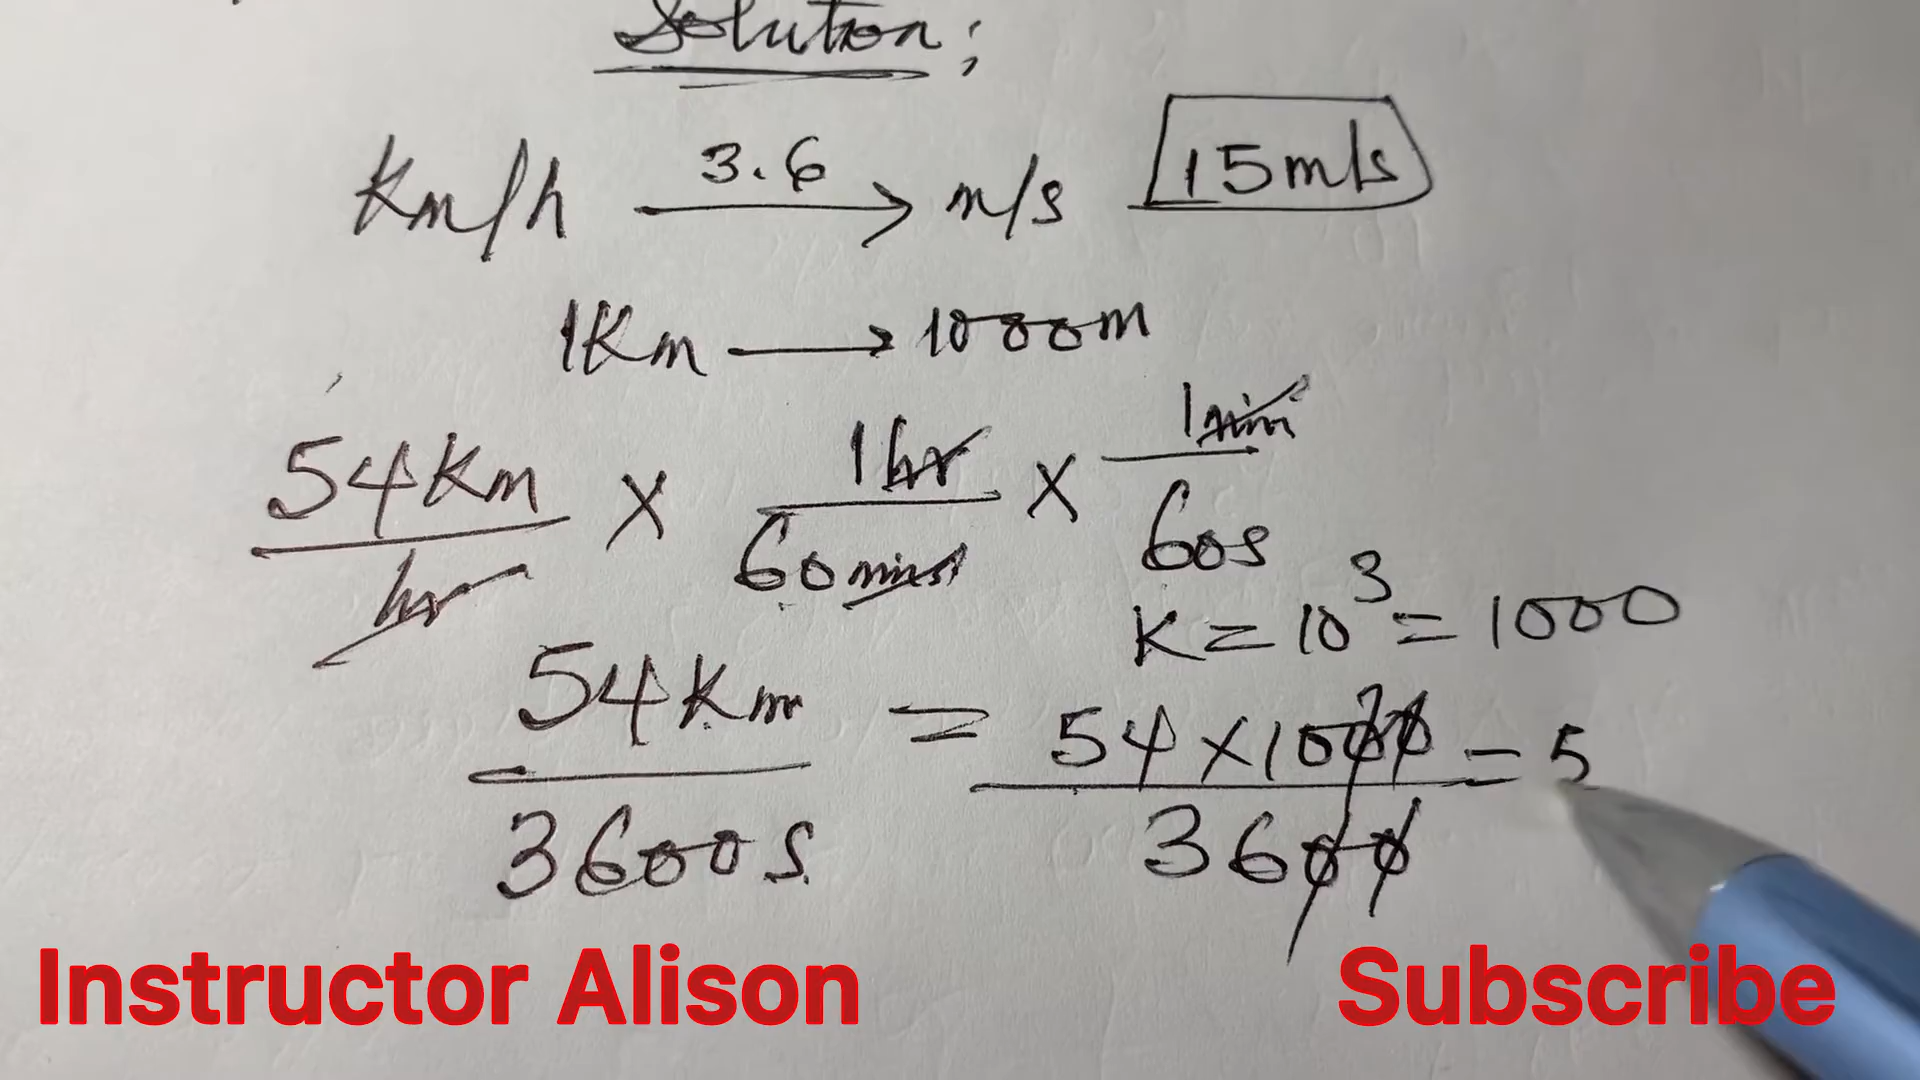 Solution;
Km/h 3.6 → m/s 15m/s
1Km → 1000m
54Km/hr × 1hr/60mins × 1min/60s
K = 10³ = 1000
54Km/3600s = 54×1000/3600 = 5
Instructor Alison Subscribe